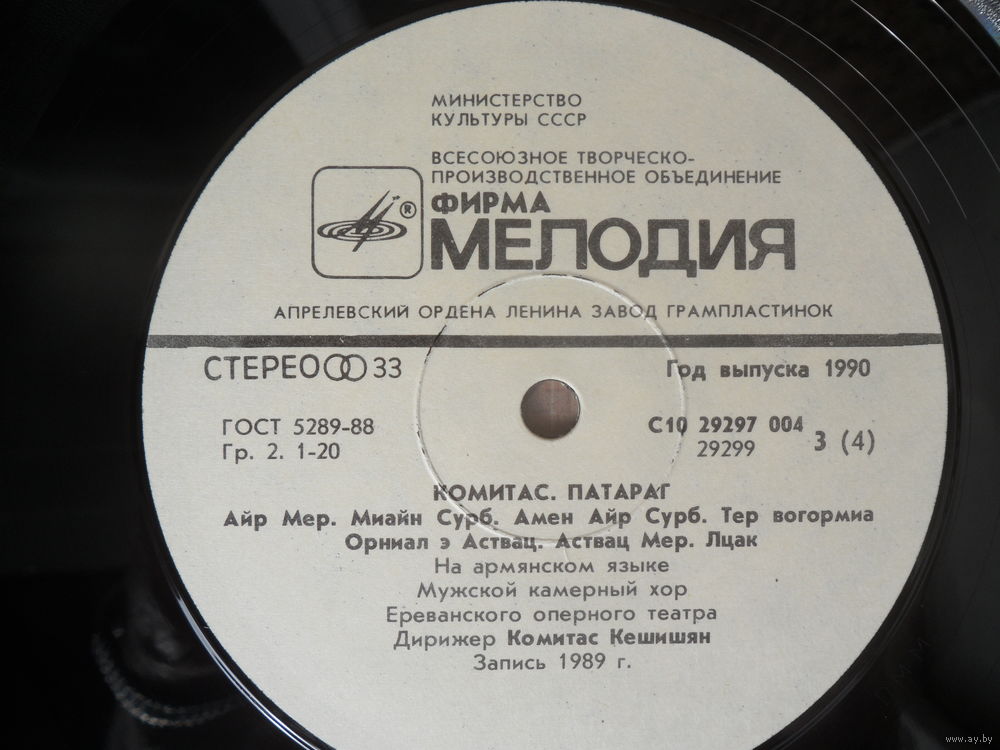 МИНИСТЕРСТВО
КУЛЬТУРЫ СССР
ВСЕСОЮЗНОЕ ТВОРЧЕСКО-
ПРОИЗВОДСТВЕННОЕ ОБЪЕДИНЕНИЕ
®
ФИРМА
МЕЛОДИЯ
АПРЕЛЕВСКИЙ ОРДЕНА ЛЕНИНА ЗАВОД ГРАМПЛАСТИНОК
СТЕРЕО 33
Год выпуска 1990
ГОСТ 5289-88
Гр. 2. 1-20
С10 29297 004
29299
3 (4)
КОМИТАС. ПАТАРАГ
Айр Мер. Миайн Сурб. Амен Айр Сурб. Тер вогормиа
Орниал э Аствац. Аствац Мер. Лцак
На армянском языке
Мужской камерный хор
Ереванского оперного театра
Дирижер Комитас Кешишян
Запись 1989 г.
www.ay.by